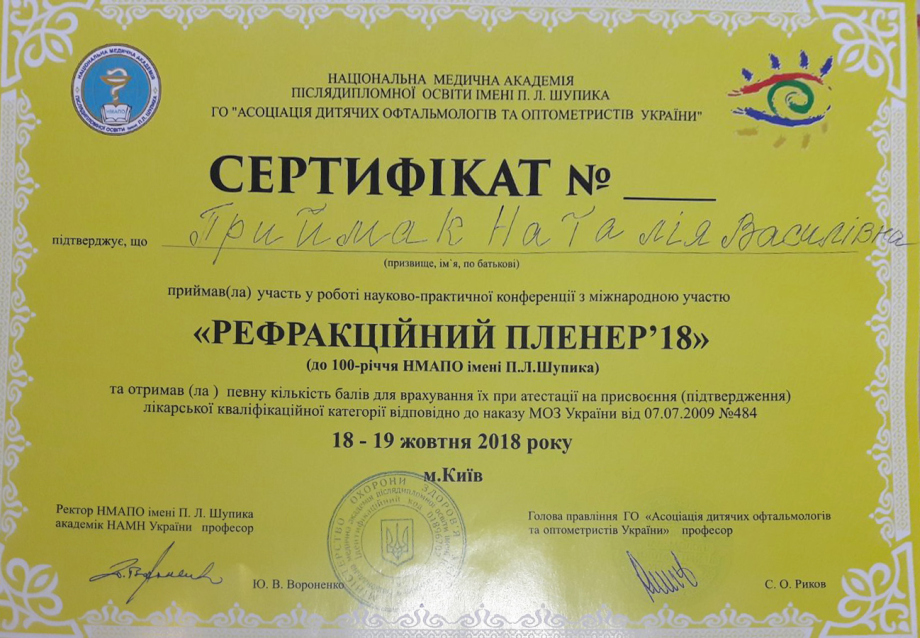 НАЦІОНАЛЬНА МЕДИЧНА АКАДЕМІЯ
ПІСЛЯДИПЛОМНОЇ ОСВІТИ ІМЕНІ П. Л. ШУПИКА
ГО "АСОЦІАЦІЯ ДИТЯЧИХ ОФТАЛЬМОЛОГІВ ТА ОПТОМЕТРИСТІВ УКРАЇНИ"
НМАПО
СЕРТИФІКАТ № ____
підтверджує, що Приймак Наталія Василівна
(призвище, ім`я, по батькові)
приймав(ла) участь у роботі науково-практичної конференції з міжнародною участю
«РЕФРАКЦІЙНИЙ ПЛЕНЕР’18»
(до 100-річчя НМАПО імені П.Л.Шупика)
та отримав (ла ) певну кількість балів для врахування їх при атестації на присвоєння (підтвердження)
лікарської кваліфікаційної категорії відповідно до наказу МОЗ України від 07.07.2009 №484
18 - 19 жовтня 2018 року
м.Київ
Ректор НМАПО імені П. Л. Шупика
академік НАМН України професор
Ю. В. Вороненко
Голова правління ГО «Асоціація дитячих офтальмологів
та оптометристів України» професор
С. О. Риков